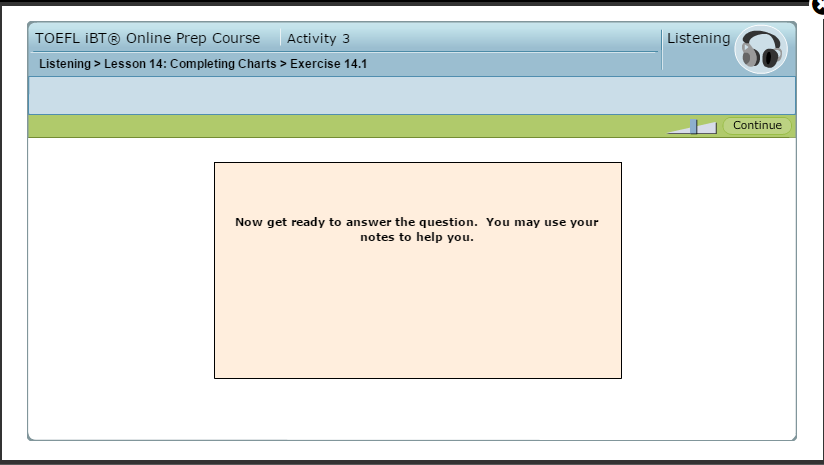 TOEFL iBT® Online Prep Course Activity 3 Listening
Listening > Lesson 14: Completing Charts > Exercise 14.1
Continue
Now get ready to answer the question. You may use your
notes to help you.